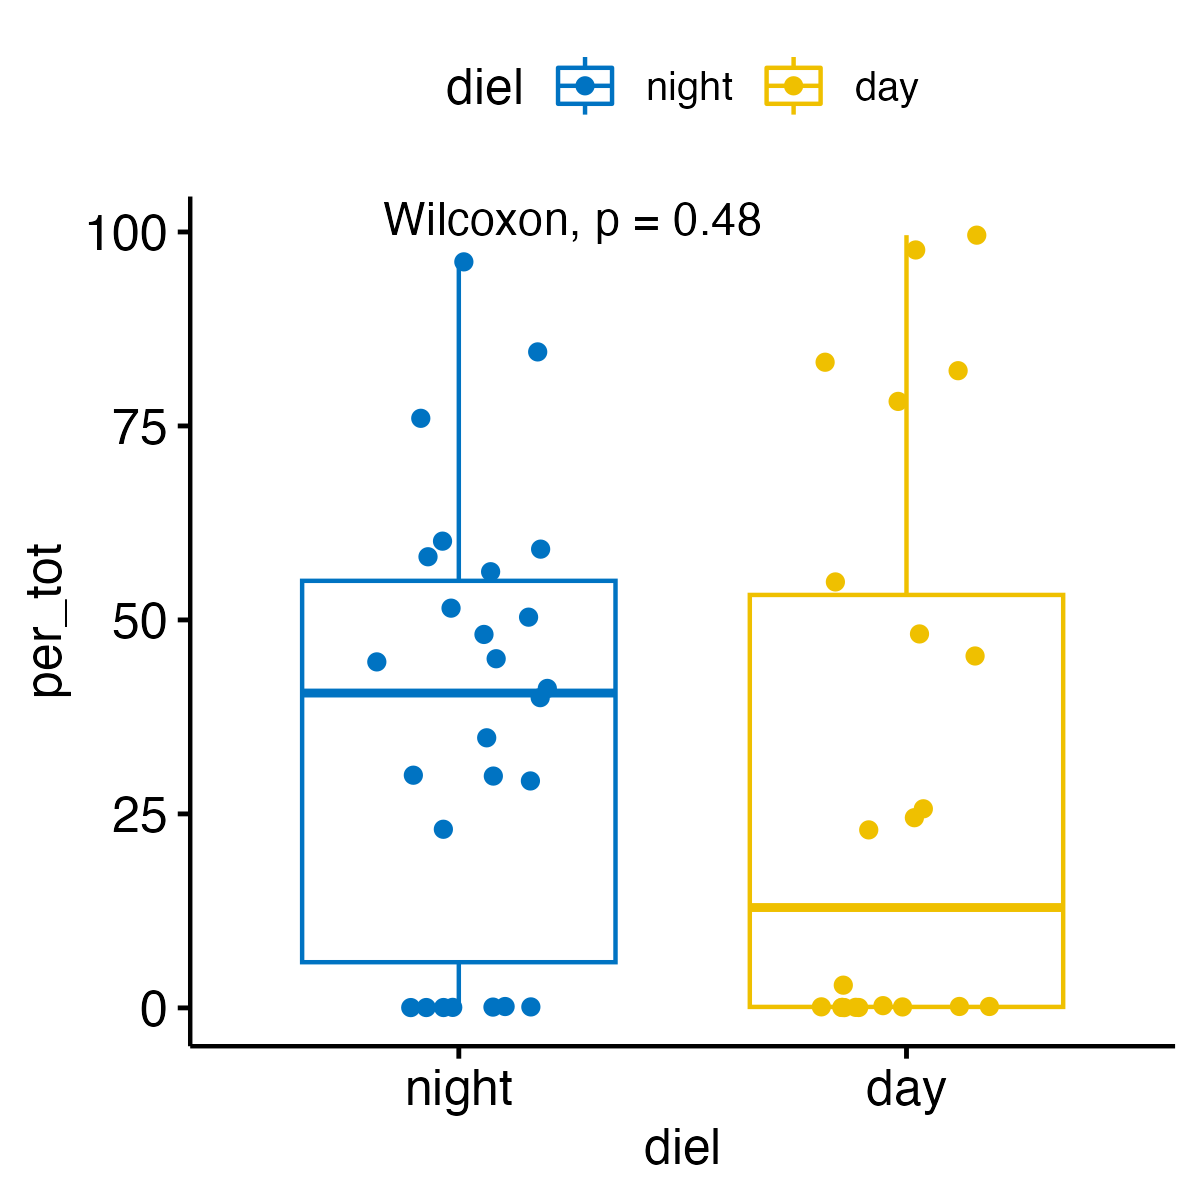 diel night day
Wilcoxon, p = 0.48
100
75
50
25
0
per_tot
night day
diel